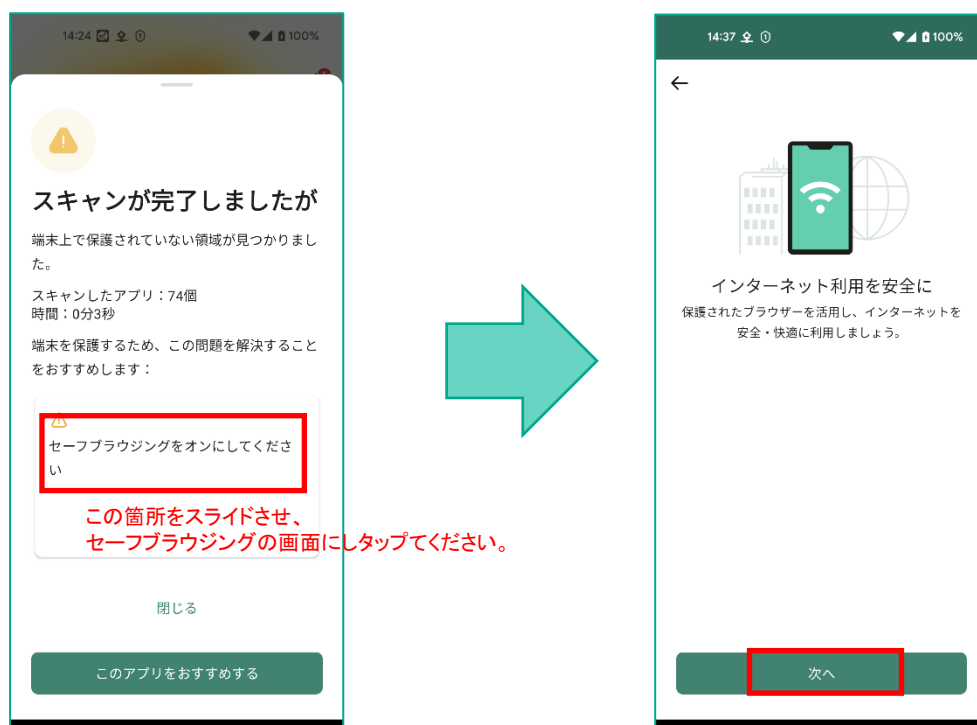 14:24 100%
スキャンが完了しましたが
端末上で保護されていない領域が見つかりまし
た。
スキャンしたアプリ：74個
時間：0分3秒
端末を保護するため、この問題を解決すること
をおすすめします：
セーフブラウジングをオンにしてくださ
い
この箇所をスライドさせ、
セーフブラウジングの画面にしタップてください。
閉じる
このアプリをおすすめする
14:37 100%
インターネット利用を安全に
保護されたブラウザーを活用し、インターネットを
安全・快適に利用しましょう。
次へ